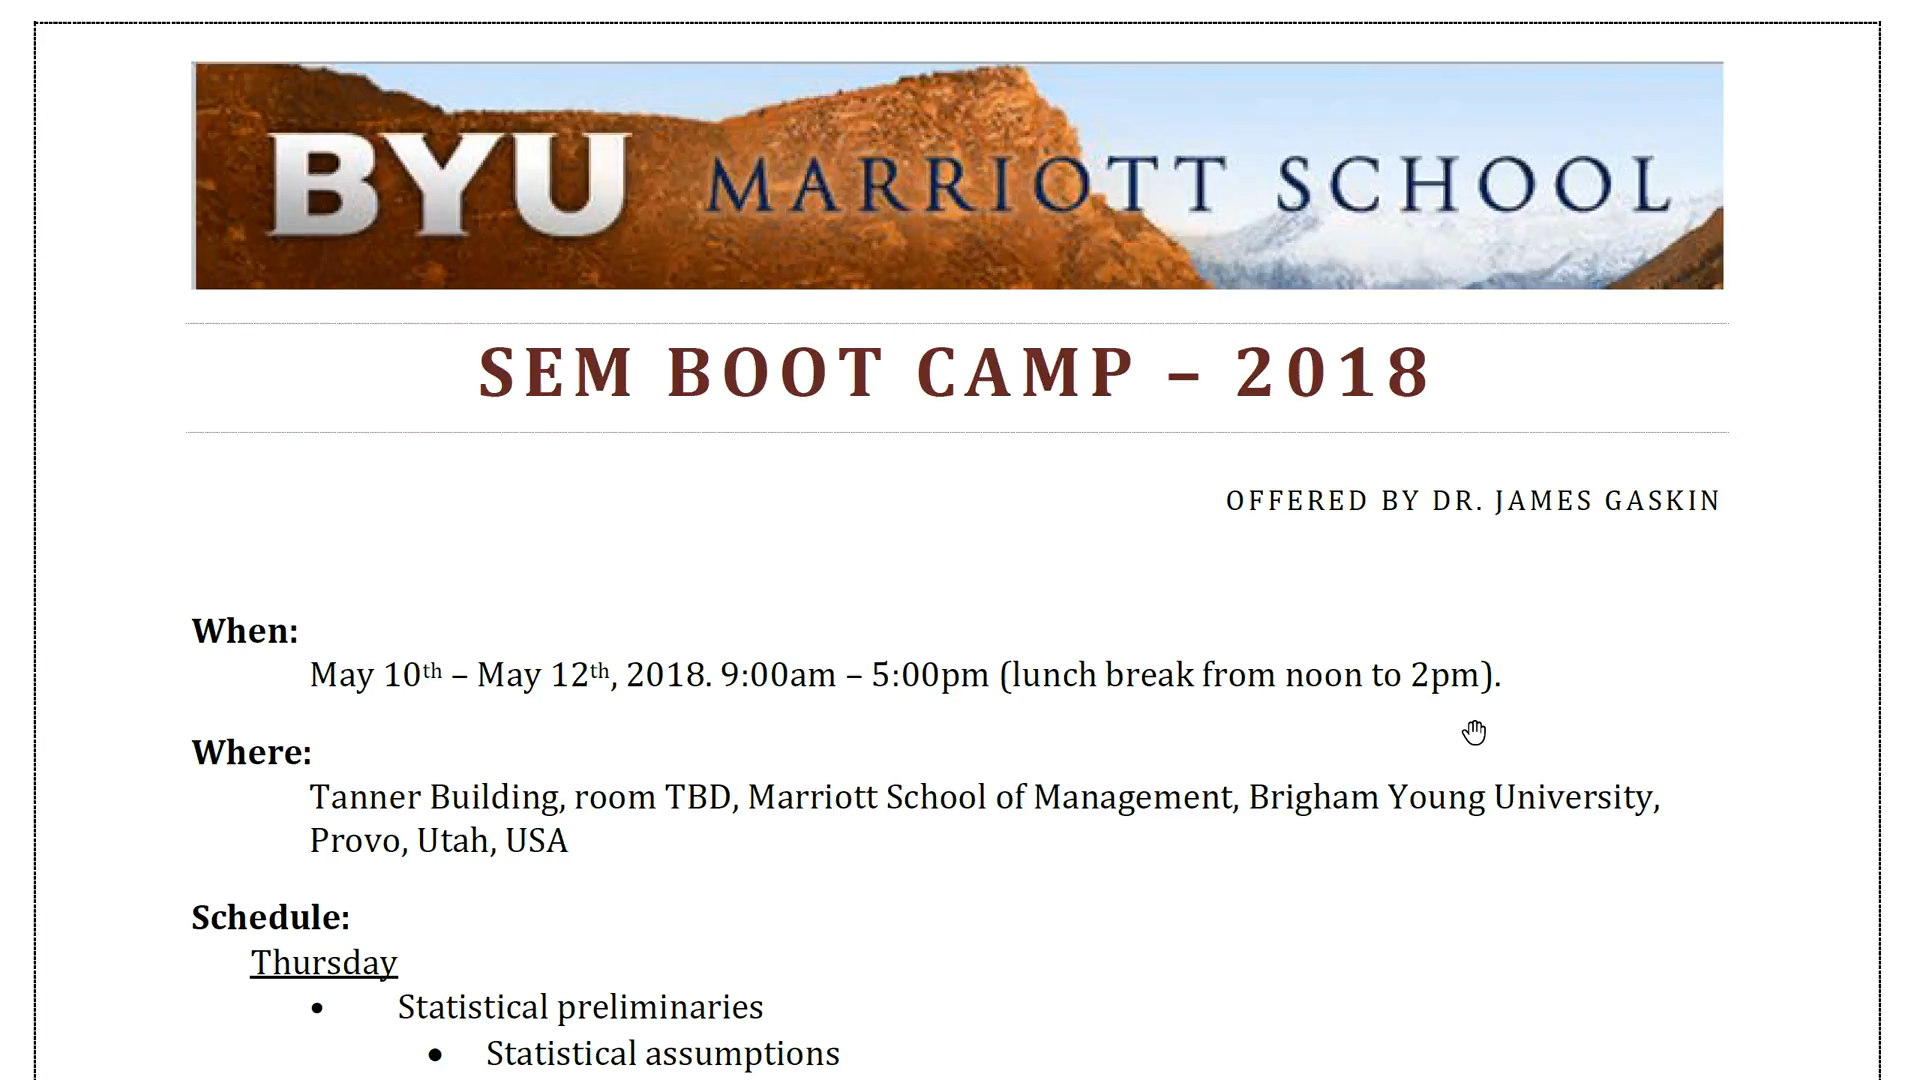 BYU MARRIOTT SCHOOL
SEM BOOT CAMP – 2018
OFFERED BY DR. JAMES GASKIN
When:
May 10th – May 12th, 2018. 9:00am – 5:00pm (lunch break from noon to 2pm).
Where:
Tanner Building, room TBD, Marriott School of Management, Brigham Young University,
Provo, Utah, USA
Schedule:
Thursday
• Statistical preliminaries
• Statistical assumptions